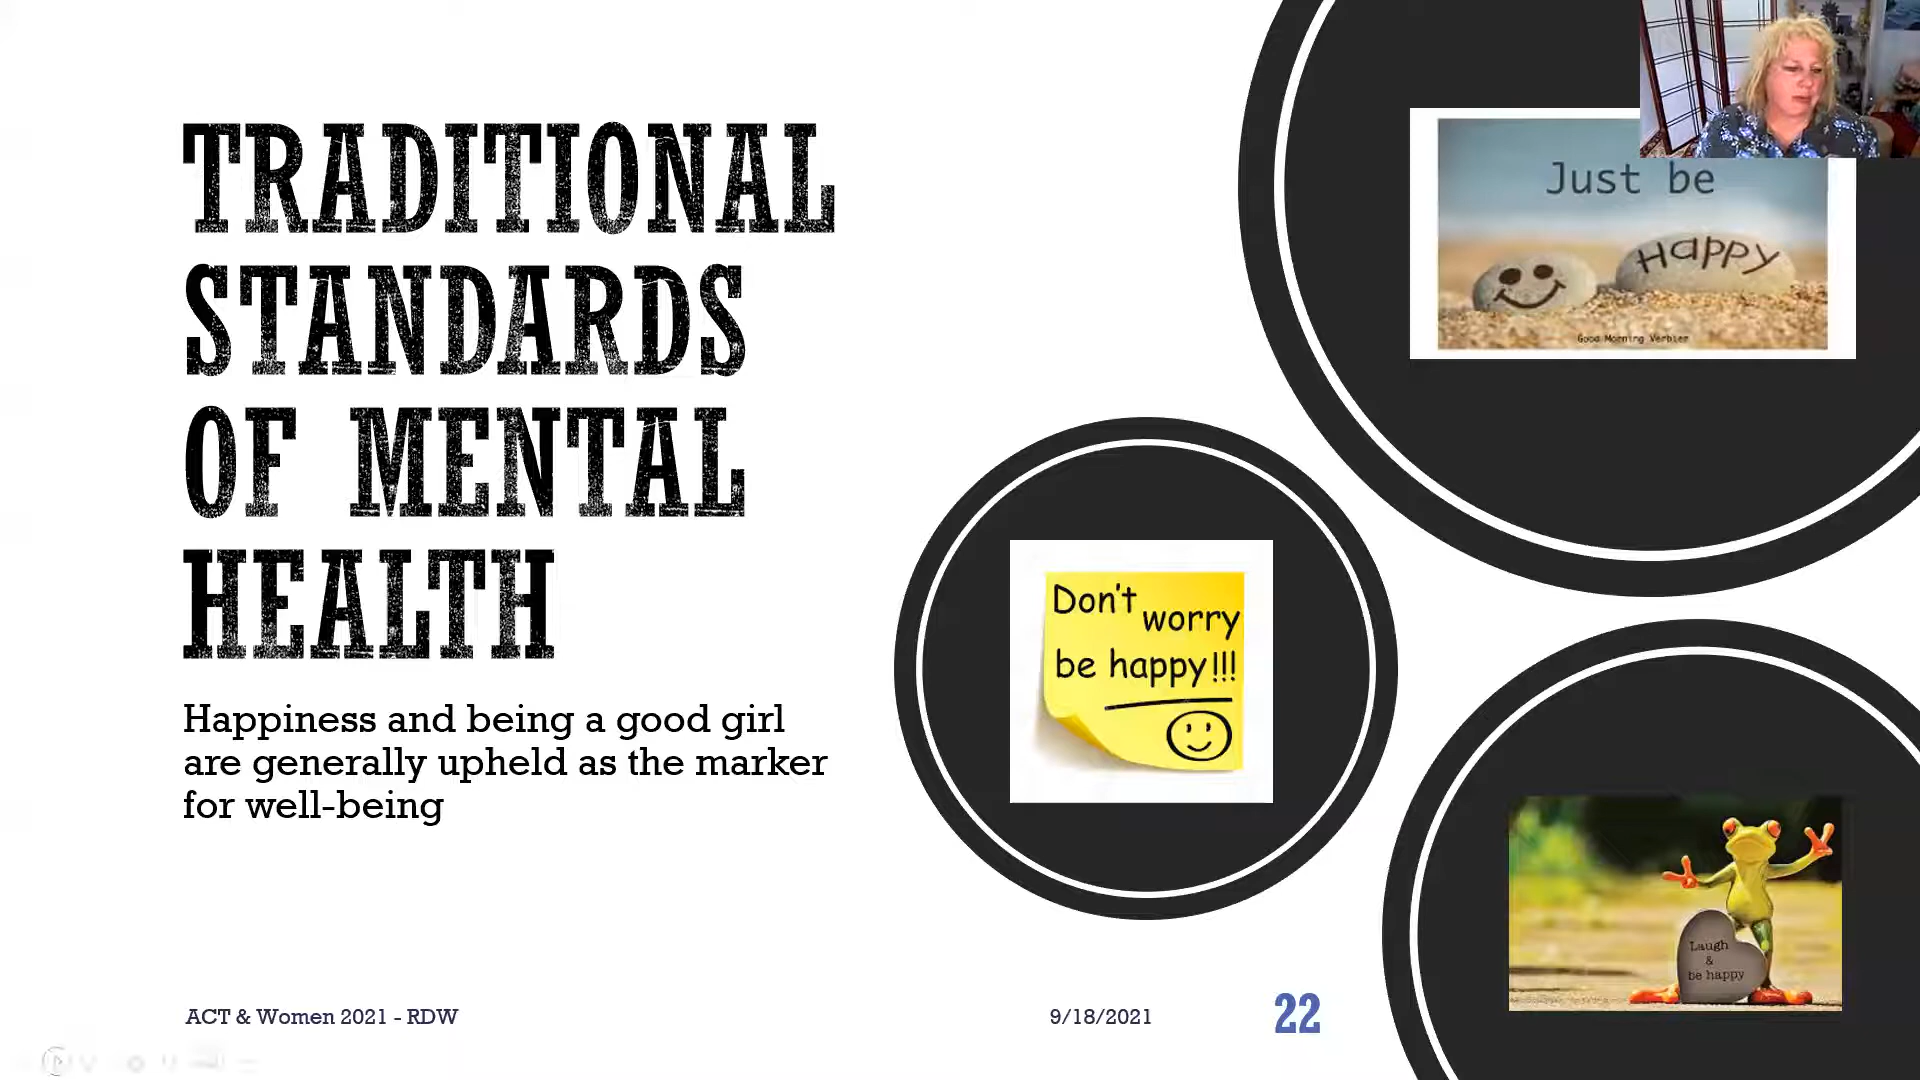 TRADITIONAL
STANDARDS
OF MENTAL
HEALTH
Happiness and being a good girl
are generally upheld as the marker
for well-being
Just be
Happy
Good Morning Verbier
Don't worry
be happy!!!
Laugh
&
be happy
ACT & Women 2021 - RDW
9/18/2021
22